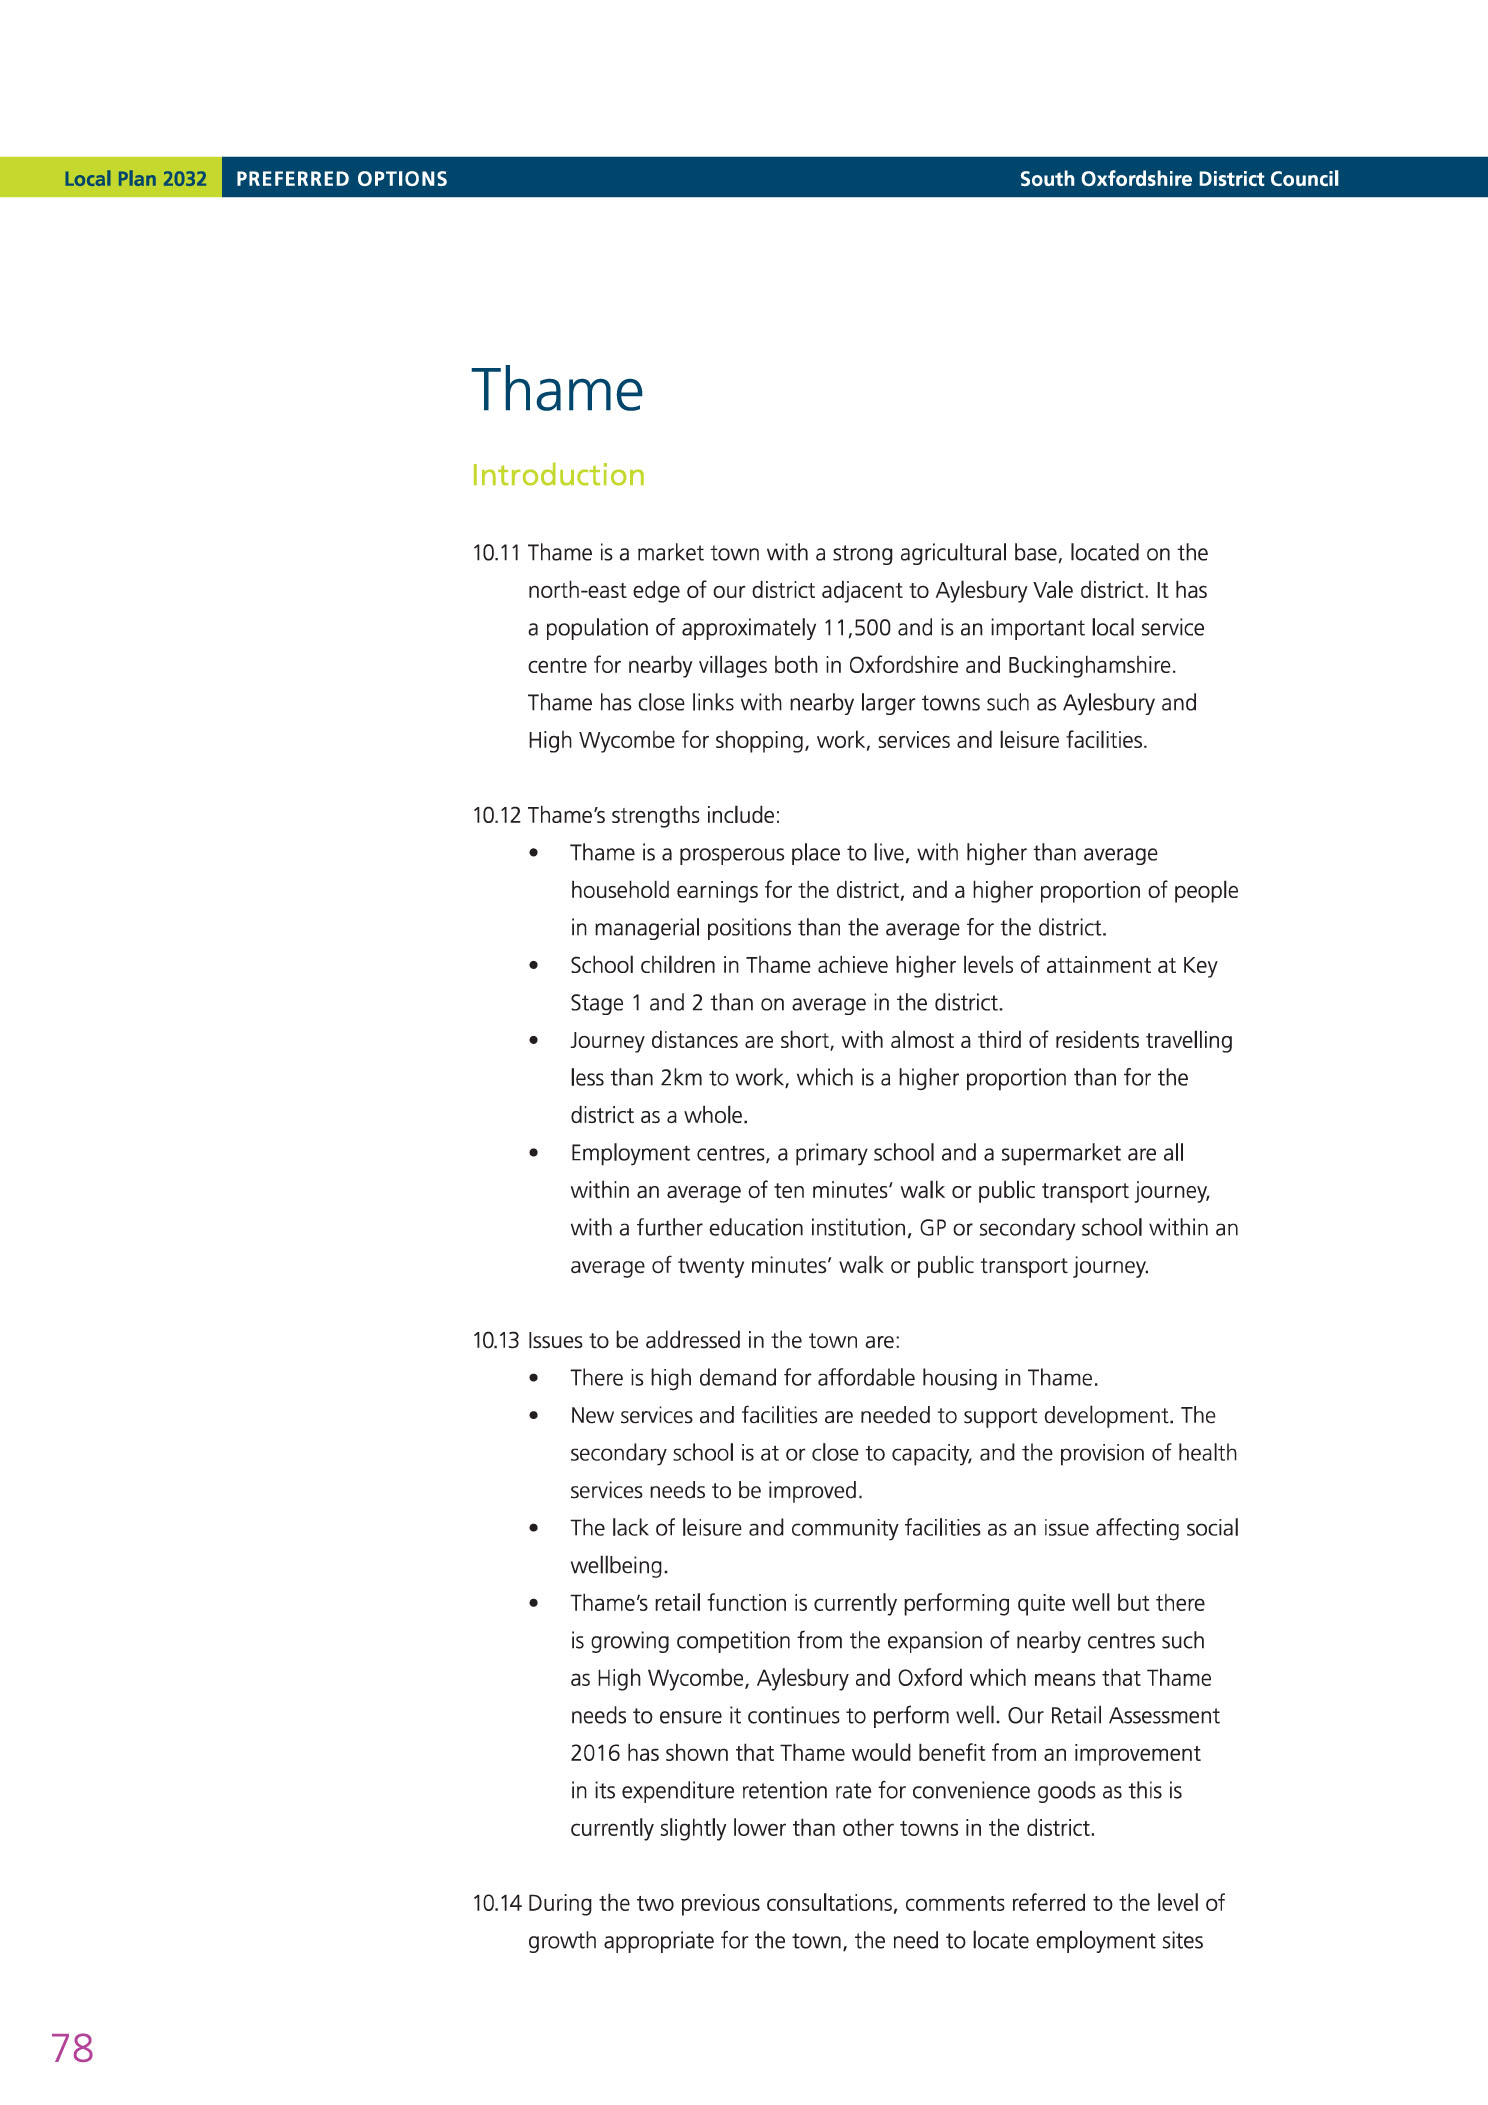 Local Plan 2032 PREFERRED OPTIONS South Oxfordshire District Council
Thame
Introduction
10.11 Thame is a market town with a strong agricultural base, located on the
north-east edge of our district adjacent to Aylesbury Vale district. It has
a population of approximately 11,500 and is an important local service
centre for nearby villages both in Oxfordshire and Buckinghamshire.
Thame has close links with nearby larger towns such as Aylesbury and
High Wycombe for shopping, work, services and leisure facilities.
10.12 Thame’s strengths include:
• Thame is a prosperous place to live, with higher than average
household earnings for the district, and a higher proportion of people
in managerial positions than the average for the district.
• School children in Thame achieve higher levels of attainment at Key
Stage 1 and 2 than on average in the district.
• Journey distances are short, with almost a third of residents travelling
less than 2km to work, which is a higher proportion than for the
district as a whole.
• Employment centres, a primary school and a supermarket are all
within an average of ten minutes’ walk or public transport journey,
with a further education institution, GP or secondary school within an
average of twenty minutes’ walk or public transport journey.
10.13 Issues to be addressed in the town are:
• There is high demand for affordable housing in Thame.
• New services and facilities are needed to support development. The
secondary school is at or close to capacity, and the provision of health
services needs to be improved.
• The lack of leisure and community facilities as an issue affecting social
wellbeing.
• Thame’s retail function is currently performing quite well but there
is growing competition from the expansion of nearby centres such
as High Wycombe, Aylesbury and Oxford which means that Thame
needs to ensure it continues to perform well. Our Retail Assessment
2016 has shown that Thame would benefit from an improvement
in its expenditure retention rate for convenience goods as this is
currently slightly lower than other towns in the district.
10.14 During the two previous consultations, comments referred to the level of
growth appropriate for the town, the need to locate employment sites
78